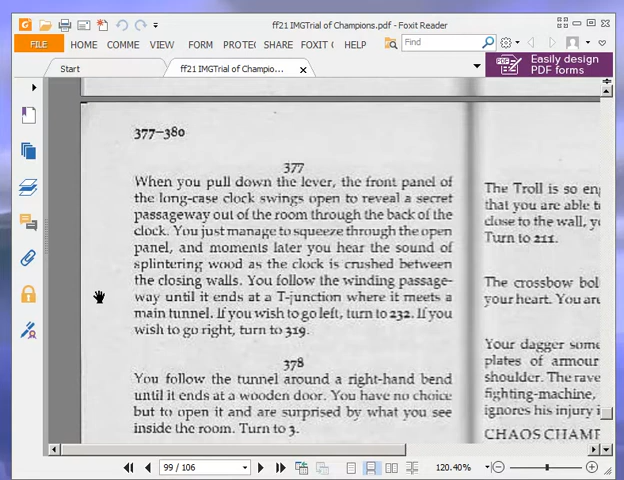 ff21 IMGTrial of Champions.pdf - Foxit Reader
FILE HOME COMME VIEW FORM PROTE SHARE FOXIT C HELP Find
Start ff21 IMGTrial of Champio... Easily design
PDF forms
377–380
377
When you pull down the lever, the front panel of
the long-case clock swings open to reveal a secret
passageway out of the room through the back of the
clock. You just manage to squeeze through the open
panel, and moments later you hear the sound of
splintering wood as the clock is crushed between
the closing walls. You follow the winding passage-
way until it ends at a T-junction where it meets a
main tunnel. If you wish to go left, turn to 232. If you
wish to go right, turn to 319.
378
You follow the tunnel around a right-hand bend
until it ends at a wooden door. You have no choice
but to open it and are surprised by what you see
inside the room. Turn to 3.
The Troll is so en
that you are able t
close to the wall, y
Turn to 211.
The crossbow bol
your heart. You are
Your dagger some
plates of armour
shoulder. The rave
fighting-machine,
ignores his injury i
CHAOS CHAMP
99 / 106 120.40%